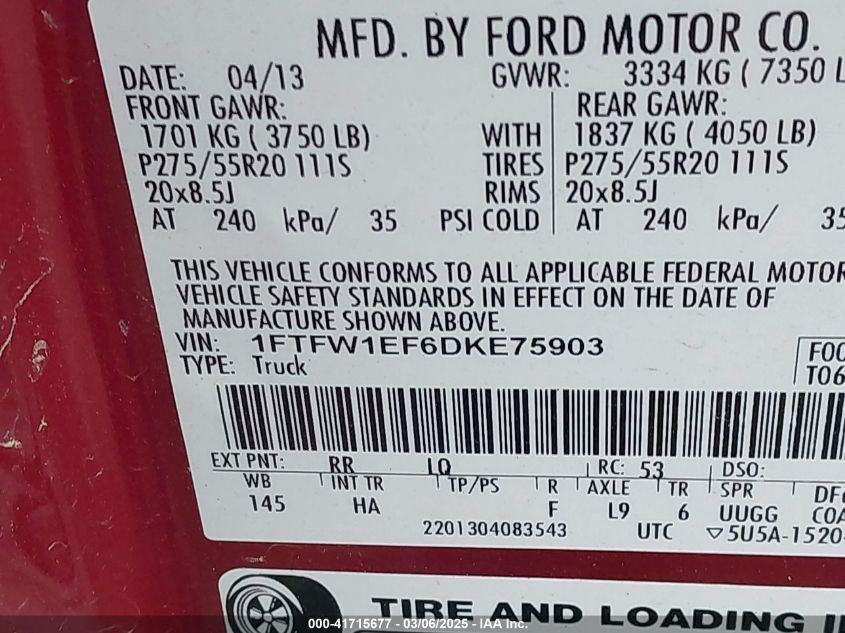 MFD. BY FORD MOTOR CO.
DATE: 04/13 GVWR: 3334 KG ( 7350 L
FRONT GAWR: REAR GAWR:
1701 KG ( 3750 LB) WITH 1837 KG ( 4050 LB)
P275/55R20 111S TIRES P275/55R20 111S
20x8.5J RIMS 20x8.5J
AT 240 kPa/ 35 PSI COLD AT 240 kPa/ 35
THIS VEHICLE CONFORMS TO ALL APPLICABLE FEDERAL MOTOR
VEHICLE SAFETY STANDARDS IN EFFECT ON THE DATE OF
MANUFACTURE SHOWN ABOVE.
VIN: 1FTFW1EF6DKE75903
TYPE: Truck
F00
T06
EXT PNT: RR LQ RC: 53 DSO:
WB INT TR TP/PS R AXLE TR SPR
145 HA F L9 6 UUGG
2201304083543 UTC ▽5U5A-1520
TIRE AND LOADING
000-41715677 - 03/06/2025 - IAA Inc.